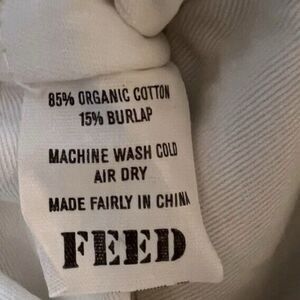 85% ORGANIC COTTON
15% BURLAP
MACHINE WASH COLD
AIR DRY
MADE FAIRLY IN CHINA
FEED